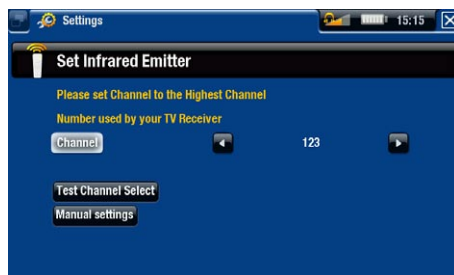 Settings
15:15
Set Infrared Emitter
Please set Channel to the Highest Channel
Number used by your TV Receiver
Channel 123
Test Channel Select
Manual settings